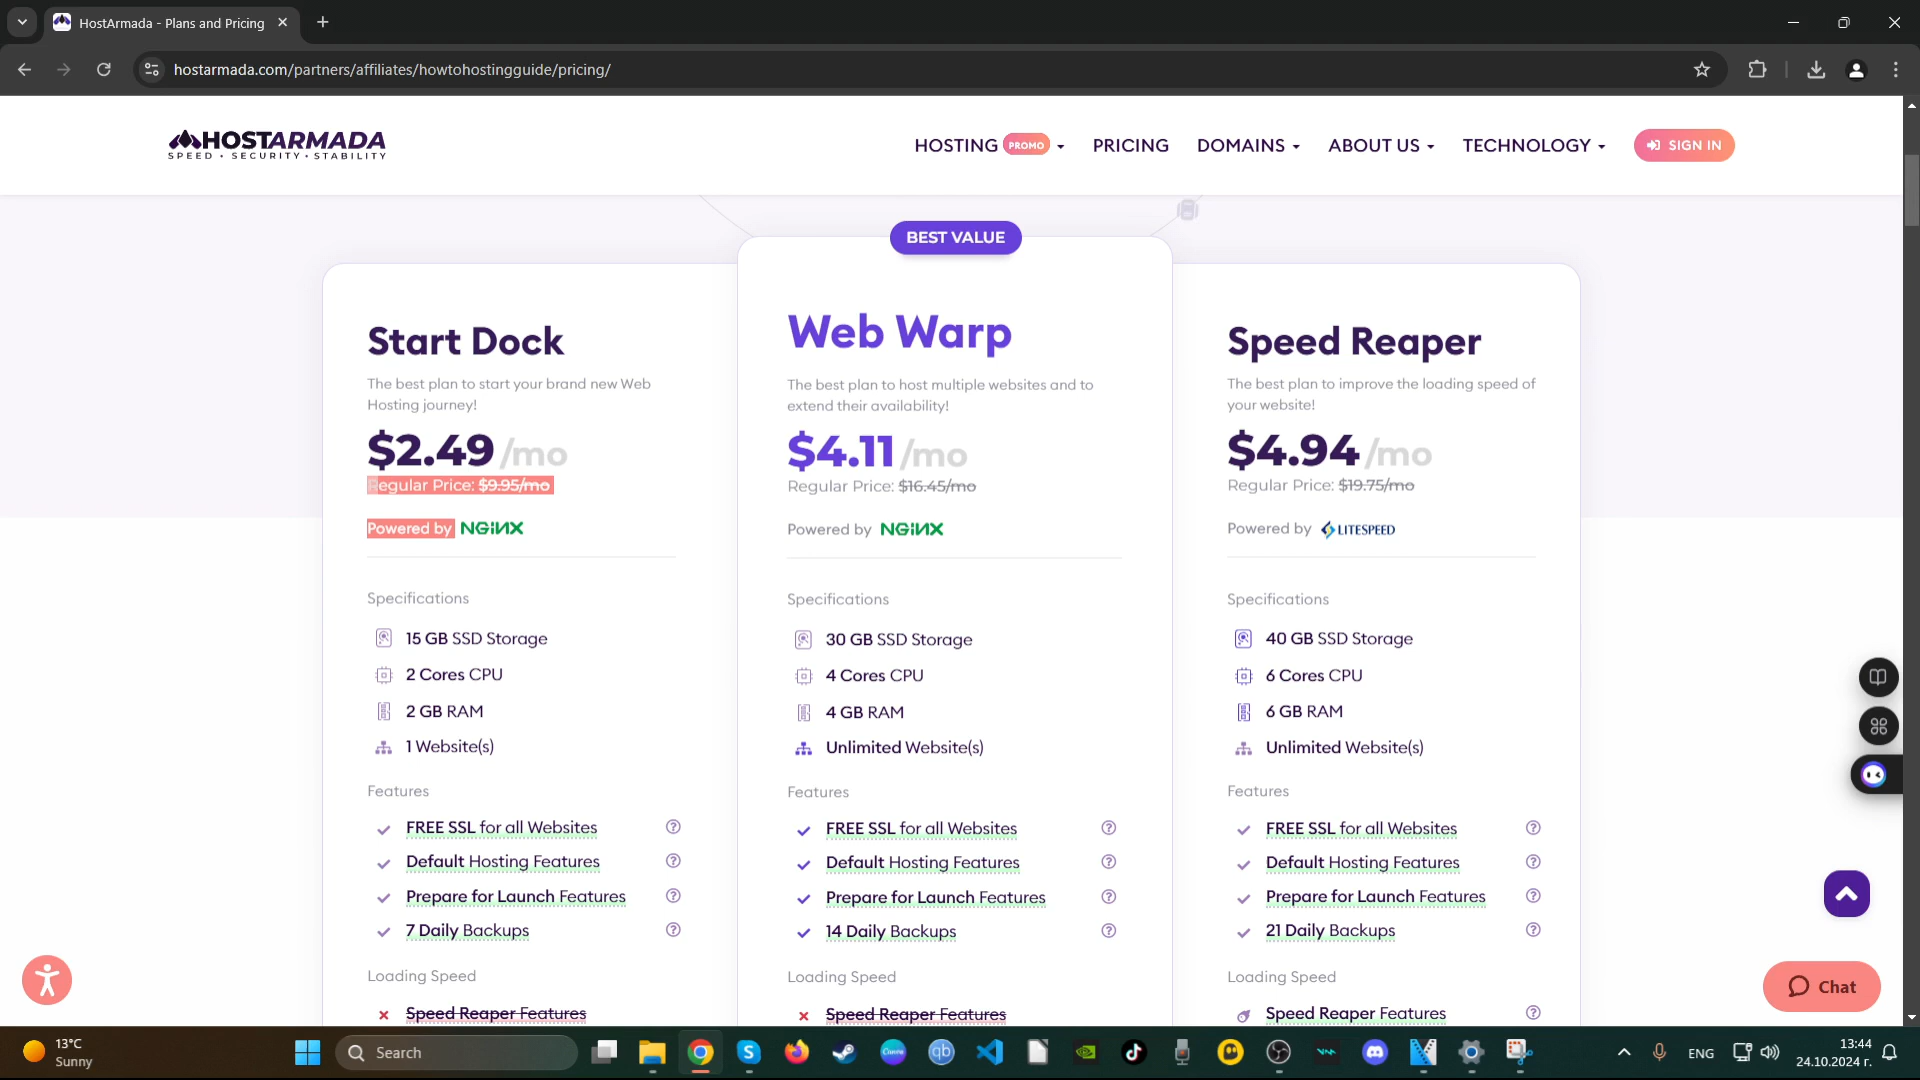 HostArmada - Plans and Pricing
hostarmada.com/partners/affiliates/howtohostingguide/pricing/
HOSTARMADA
SPEED • SECURITY • STABILITY
HOSTING PROMO
PRICING
DOMAINS
ABOUT US
TECHNOLOGY
SIGN IN
BEST VALUE
Start Dock
The best plan to start your brand new Web
Hosting journey!
$2.49/mo
Regular Price: $9.95/mo
Powered by NGINX
Specifications
15 GB SSD Storage
2 Cores CPU
2 GB RAM
1 Website(s)
Features
FREE SSL for all Websites
Default Hosting Features
Prepare for Launch Features
7 Daily Backups
Loading Speed
Speed Reaper Features
Web Warp
The best plan to host multiple websites and to
extend their availability!
$4.11/mo
Regular Price: $16.45/mo
Powered by NGINX
Specifications
30 GB SSD Storage
4 Cores CPU
4 GB RAM
Unlimited Website(s)
Features
FREE SSL for all Websites
Default Hosting Features
Prepare for Launch Features
14 Daily Backups
Loading Speed
Speed Reaper Features
Speed Reaper
The best plan to improve the loading speed of
your website!
$4.94/mo
Regular Price: $19.75/mo
Powered by LITESPEED
Specifications
40 GB SSD Storage
6 Cores CPU
6 GB RAM
Unlimited Website(s)
Features
FREE SSL for all Websites
Default Hosting Features
Prepare for Launch Features
21 Daily Backups
Loading Speed
Speed Reaper Features
Chat
13°C
Sunny
Search
Canva
qb
ENG
13:44
24.10.2024 г.